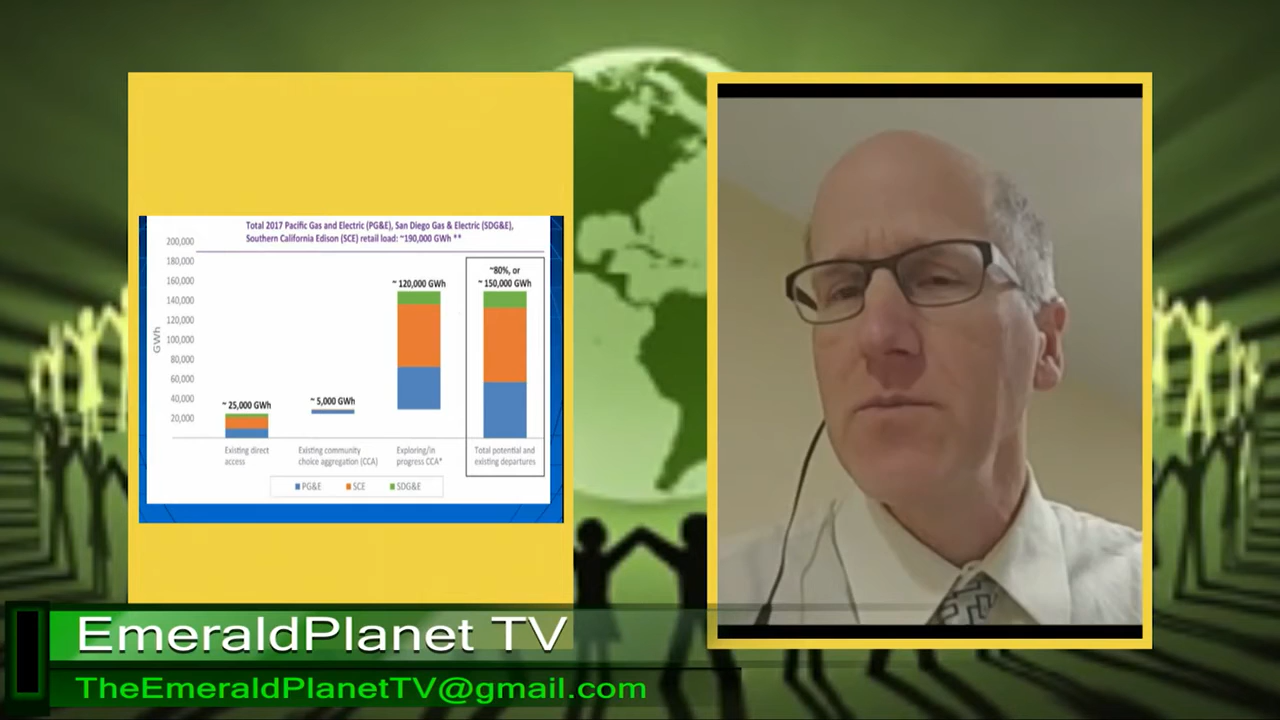 Total 2017 Pacific Gas and Electric (PG&E), San Diego Gas & Electric (SDG&E),
Southern California Edison (SCE) retail load: ~190,000 GWh **
200,000
180,000
160,000
140,000
120,000
100,000
80,000
60,000
40,000
20,000
GWh
~ 25,000 GWh
~ 5,000 GWh
~ 120,000 GWh
~80%, or
~ 150,000 GWh
Existing direct
access
Existing community
choice aggregation (CCA)
Exploring/in
progress CCA*
Total potential and
existing departures
PG&E SCE SDG&E
EmeraldPlanet TV
TheEmeraldPlanetTV@gmail.com